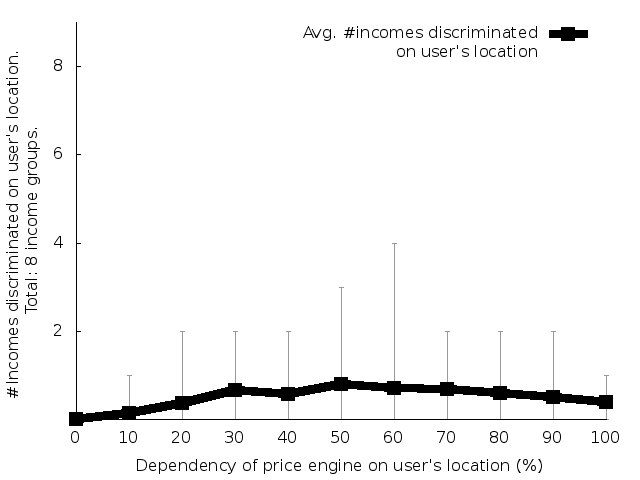 Avg. #incomes discriminated
on user's location
#Incomes discriminated on user's location.
Total: 8 income groups.
8
6
4
2
0 10 20 30 40 50 60 70 80 90 100
Dependency of price engine on user's location (%)